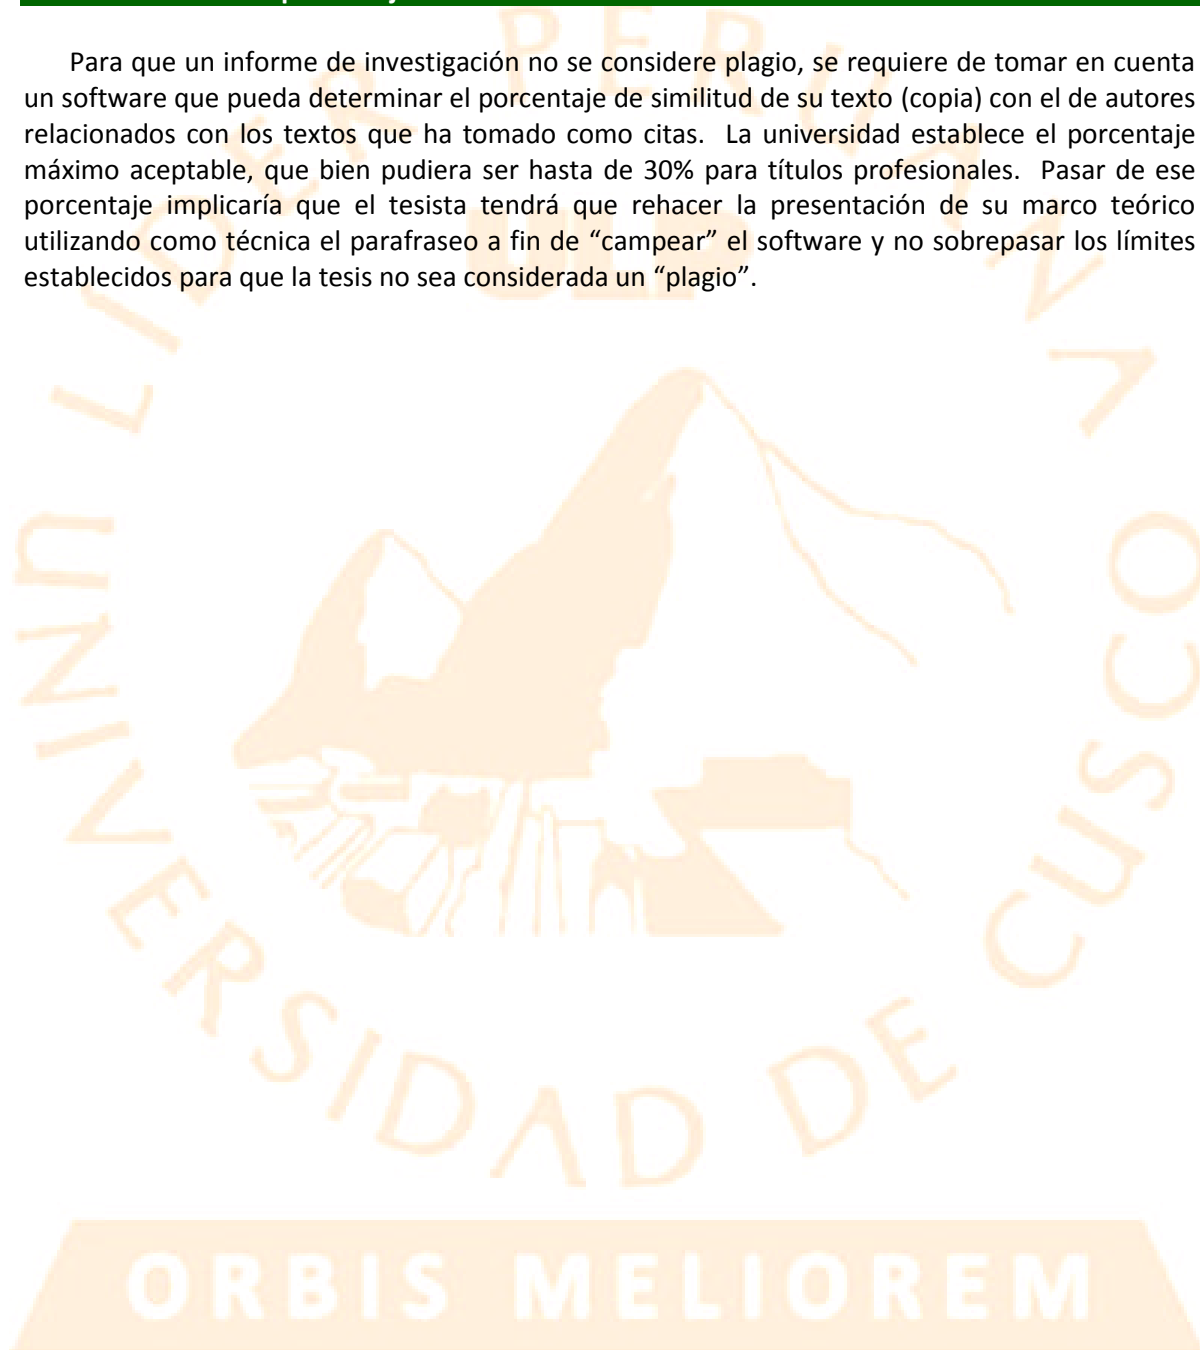 Para que un informe de investigación no se considere plagio, se requiere de tomar en cuenta
un software que pueda determinar el porcentaje de similitud de su texto (copia) con el de autores
relacionados con los textos que ha tomado como citas. La universidad establece el porcentaje
máximo aceptable, que bien pudiera ser hasta de 30% para títulos profesionales. Pasar de ese
porcentaje implicaría que el tesista tendrá que rehacer la presentación de su marco teórico
utilizando como técnica el parafraseo a fin de “campear” el software y no sobrepasar los límites
establecidos para que la tesis no sea considerada un “plagio”.
UNIVERSIDAD DE CUSCO
LIDER PERUANA
ULP
ORBIS MELIOREM